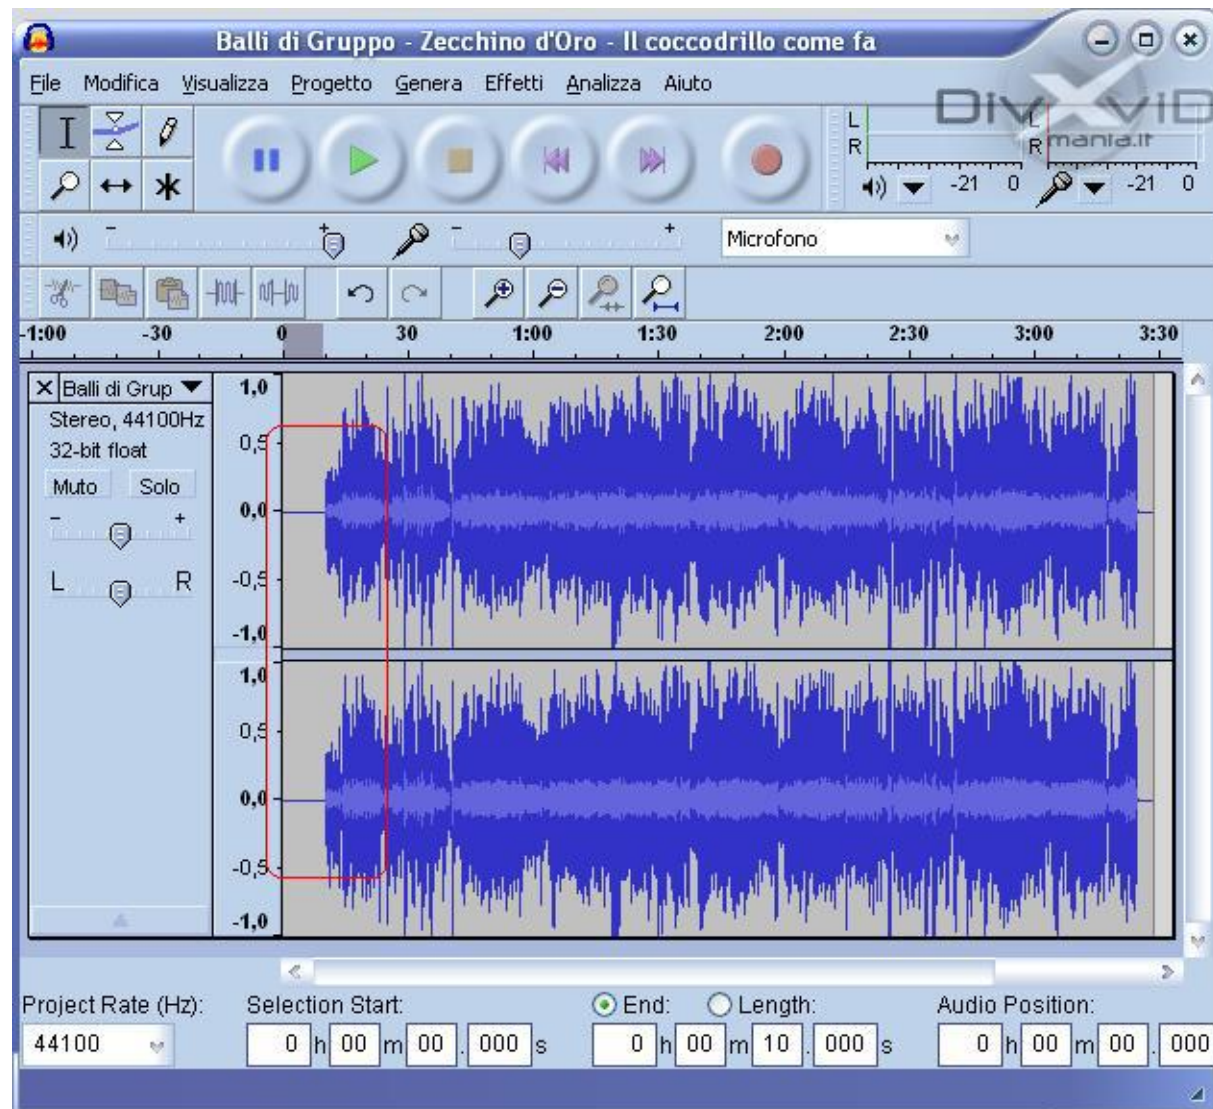 Balli di Gruppo - Zecchino d'Oro - Il coccodrillo come fa
File Modifica Visualizza Progetto Genera Effetti Analizza Aiuto
DivXviD
mania.it
L L
R R
-21 0 -21 0
- + - + Microfono
-1:00 -30 0 30 1:00 1:30 2:00 2:30 3:00 3:30
Balli di Grup
Stereo, 44100Hz
32-bit float
Muto Solo
- +
L R
1,0
0,5
0,0
-0,5
-1,0
1,0
0,5
0,0
-0,5
-1,0
Project Rate (Hz): Selection Start: End: Length: Audio Position:
44100 0 h 00 m 00 . 000 s 0 h 00 m 10 . 000 s 0 h 00 m 00 . 000